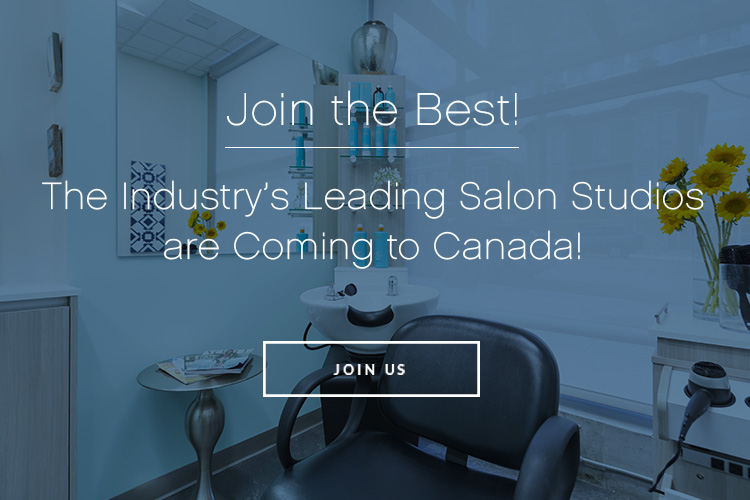 Join the Best!
The Industry's Leading Salon Studios
are Coming to Canada!
JOIN US